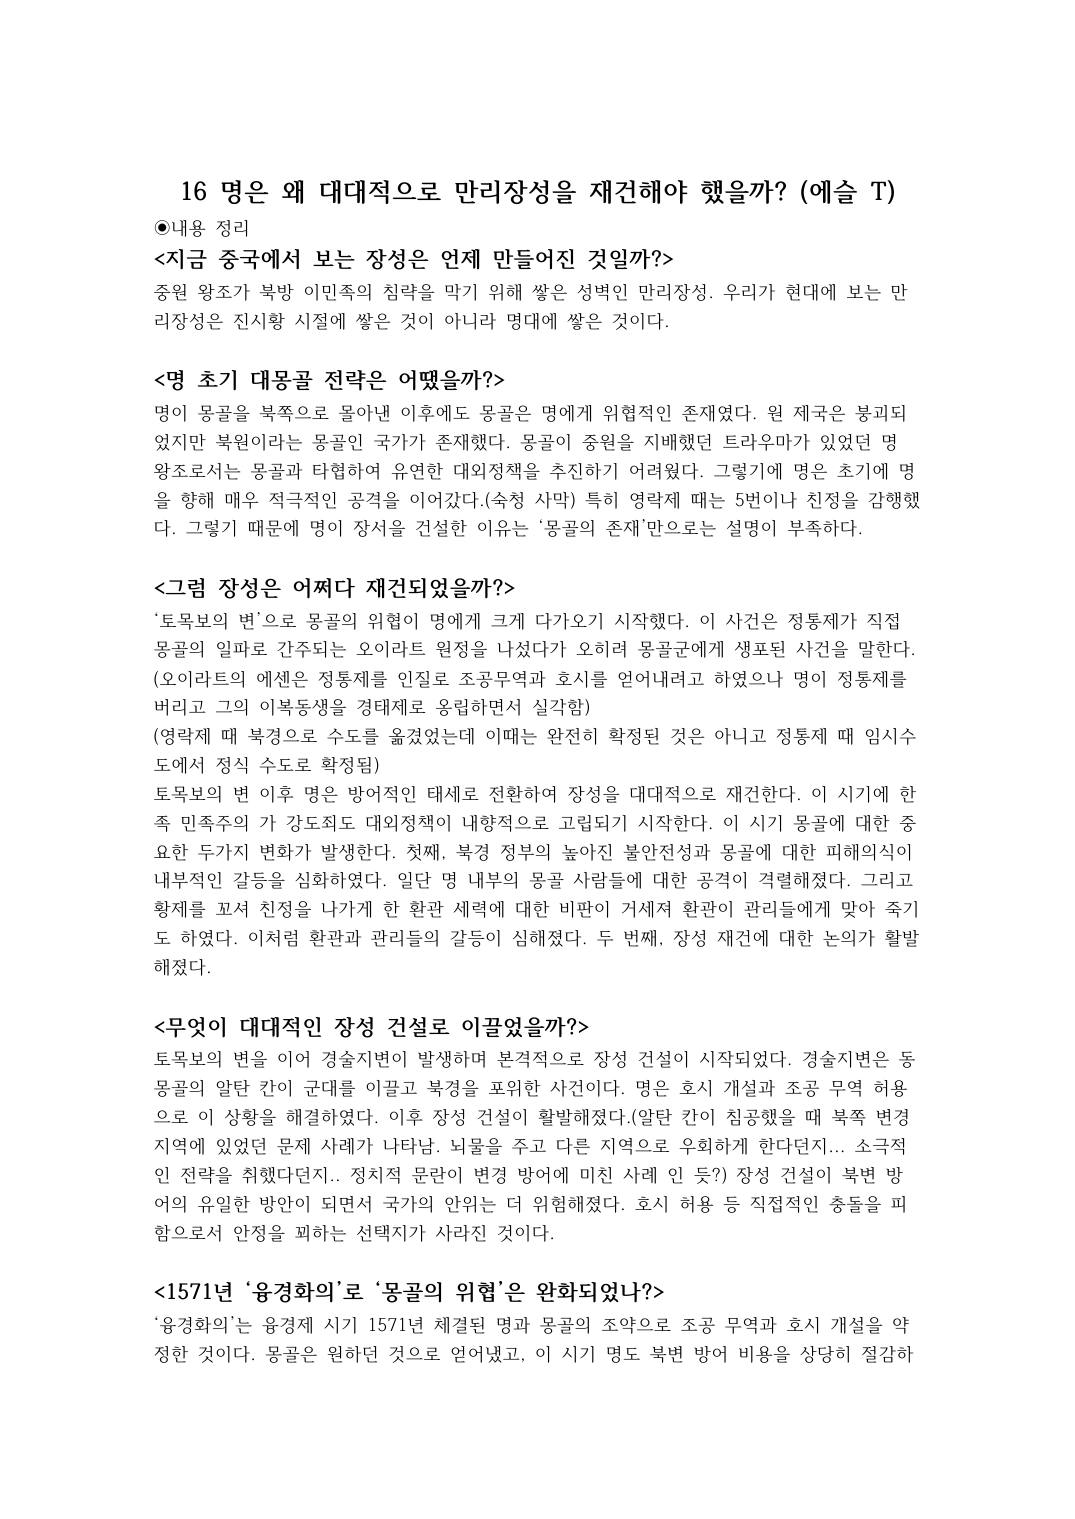 16 명은 왜 대대적으로 만리장성을 재건해야 했을까? (에슬 T)
◉내용 정리
<지금 중국에서 보는 장성은 언제 만들어진 것일까?>
중원 왕조가 북방 이민족의 침략을 막기 위해 쌓은 성벽인 만리장성. 우리가 현대에 보는 만
리장성은 진시황 시절에 쌓은 것이 아니라 명대에 쌓은 것이다.
<명 초기 대몽골 전략은 어땠을까?>
명이 몽골을 북쪽으로 몰아낸 이후에도 몽골은 명에게 위협적인 존재였다. 원 제국은 붕괴되
었지만 북원이라는 몽골인 국가가 존재했다. 몽골이 중원을 지배했던 트라우마가 있었던 명
왕조로서는 몽골과 타협하여 유연한 대외정책을 추진하기 어려웠다. 그렇기에 명은 초기에 명
을 향해 매우 적극적인 공격을 이어갔다.(숙청 사막) 특히 영락제 때는 5번이나 친정을 감행했
다. 그렇기 때문에 명이 장서을 건설한 이유는 ‘몽골의 존재’만으로는 설명이 부족하다.
<그럼 장성은 어쩌다 재건되었을까?>
‘토목보의 변’으로 몽골의 위협이 명에게 크게 다가오기 시작했다. 이 사건은 정통제가 직접
몽골의 일파로 간주되는 오이라트 원정을 나섰다가 오히려 몽골군에게 생포된 사건을 말한다.
(오이라트의 에센은 정통제를 인질로 조공무역과 호시를 얻어내려고 하였으나 명이 정통제를
버리고 그의 이복동생을 경태제로 옹립하면서 실각함)
(영락제 때 북경으로 수도를 옮겼었는데 이때는 완전히 확정된 것은 아니고 정통제 때 임시수
도에서 정식 수도로 확정됨)
토목보의 변 이후 명은 방어적인 태세로 전환하여 장성을 대대적으로 재건한다. 이 시기에 한
족 민족주의 가 강도죄도 대외정책이 내향적으로 고립되기 시작한다. 이 시기 몽골에 대한 중
요한 두가지 변화가 발생한다. 첫째, 북경 정부의 높아진 불안전성과 몽골에 대한 피해의식이
내부적인 갈등을 심화하였다. 일단 명 내부의 몽골 사람들에 대한 공격이 격렬해졌다. 그리고
황제를 꼬셔 친정을 나가게 한 환관 세력에 대한 비판이 거세져 환관이 관리들에게 맞아 죽기
도 하였다. 이처럼 환관과 관리들의 갈등이 심해졌다. 두 번째, 장성 재건에 대한 논의가 활발
해졌다.
<무엇이 대대적인 장성 건설로 이끌었을까?>
토목보의 변을 이어 경술지변이 발생하며 본격적으로 장성 건설이 시작되었다. 경술지변은 동
몽골의 알탄 칸이 군대를 이끌고 북경을 포위한 사건이다. 명은 호시 개설과 조공 무역 허용
으로 이 상황을 해결하였다. 이후 장성 건설이 활발해졌다.(알탄 칸이 침공했을 때 북쪽 변경
지역에 있었던 문제 사례가 나타남. 뇌물을 주고 다른 지역으로 우회하게 한다던지... 소극적
인 전략을 취했다던지.. 정치적 문란이 변경 방어에 미친 사례 인 듯?) 장성 건설이 북변 방
어의 유일한 방안이 되면서 국가의 안위는 더 위험해졌다. 호시 허용 등 직접적인 충돌을 피
함으로서 안정을 꾀하는 선택지가 사라진 것이다.
<1571년 ‘융경화의’로 ‘몽골의 위협’은 완화되었나?>
‘융경화의’는 융경제 시기 1571년 체결된 명과 몽골의 조약으로 조공 무역과 호시 개설을 약
정한 것이다. 몽골은 원하던 것으로 얻어냈고, 이 시기 명도 북변 방어 비용을 상당히 절감하